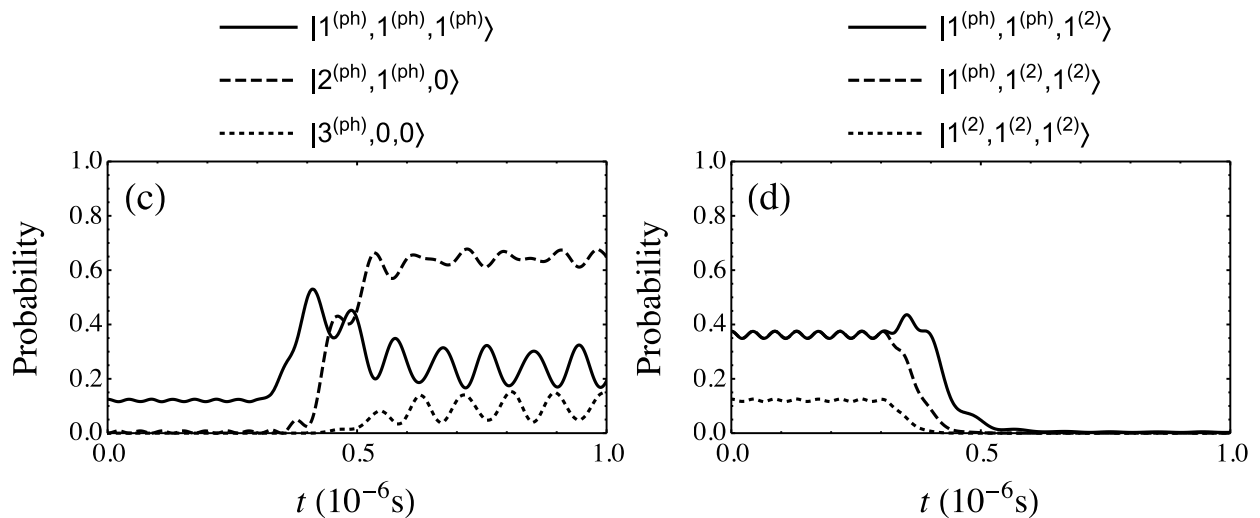 |1^(ph),1^(ph),1^(ph)⟩
|2^(ph),1^(ph),0⟩
|3^(ph),0,0⟩
(c)
Probability
1.0
0.8
0.6
0.4
0.2
0.0
0.0 0.5 1.0
t (10^−6s)
|1^(ph),1^(ph),1^(2)⟩
|1^(ph),1^(2),1^(2)⟩
|1^(2),1^(2),1^(2)⟩
(d)
Probability
1.0
0.8
0.6
0.4
0.2
0.0
0.0 0.5 1.0
t (10^−6s)